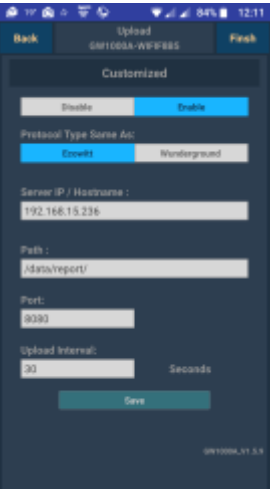 84% 12:11
Back
Upload
GW1000A-WIFIF8B5
Finsh
Customized
Disable
Enable
Protocol Type Same As:
Ecowitt
Wunderground
Server IP / Hostname :
192.168.15.236
Path :
/data/report/
Port:
8080
Upload Interval:
30
Seconds
Save
GW1000A_V1.5.5